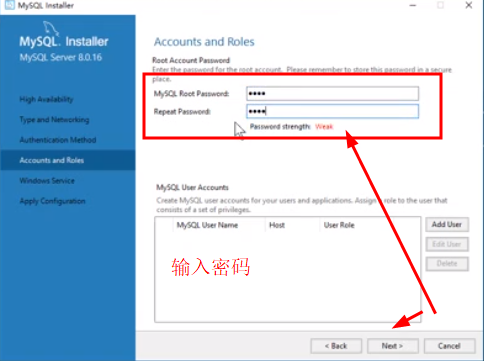 MySQL Installer
MySQL. Installer
MySQL Server 8.0.16
High Availability
Type and Networking
Authentication Method
Accounts and Roles
Windows Service
Apply Configuration
Accounts and Roles
Root Account Password
Enter the password for the root account. Please remember to store this password in a secure
place.
MySQL Root Password:
Repeat Password:
Password strength: Weak
MySQL User Accounts
Create MySQL user accounts for your users and applications. Assign a role to the user that
consists of a set of privileges.
MySQL User Name Host User Role
Add User
Edit User
Delete
输入密码
< Back
Next >
Cancel